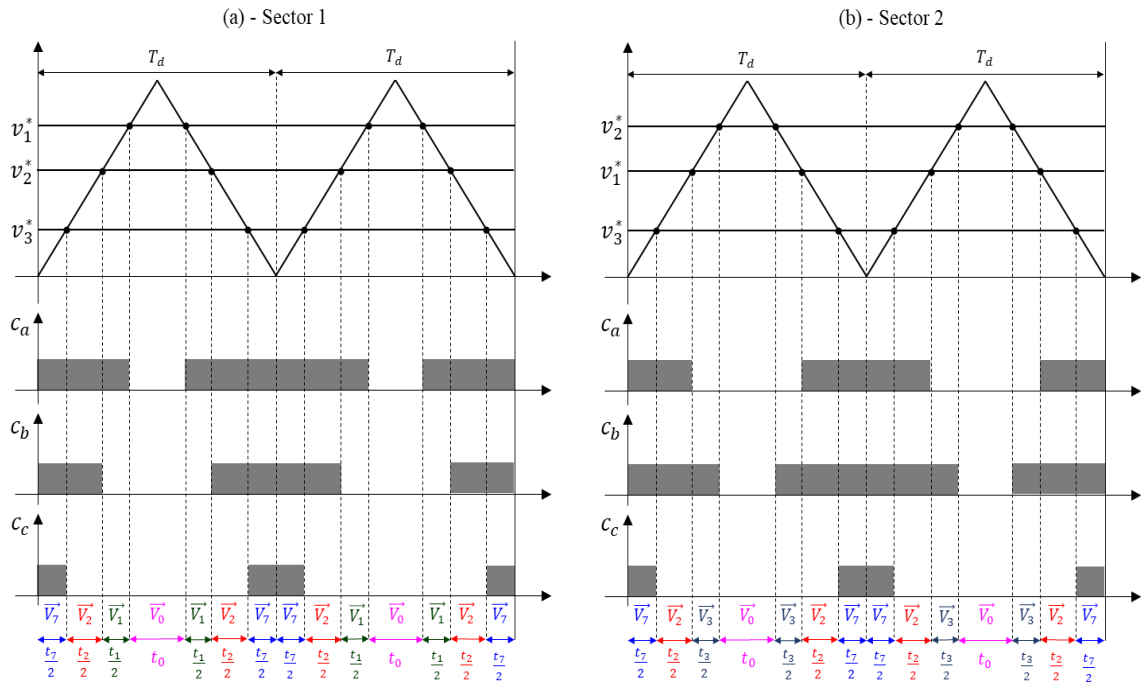 (a) - Sector 1
(b) - Sector 2
T_d T_d
T_d T_d
v_1^*
v_2^*
v_3^*
v_2^*
v_1^*
v_3^*
c_a
c_a
c_b
c_b
c_c
c_c
V_7→ V_2→ V_1→ V_0→ V_1→ V_2→ V_7→ V_7→ V_2→ V_1→ V_0→ V_1→ V_2→ V_7→
t_7/2 t_2/2 t_1/2 t_0 t_1/2 t_2/2 t_7/2 t_7/2 t_2/2 t_1/2 t_0 t_1/2 t_2/2 t_7/2
V_7→ V_2→ V_3→ V_0→ V_3→ V_2→ V_7→ V_7→ V_2→ V_3→ V_0→ V_3→ V_2→ V_7→
t_7/2 t_2/2 t_3/2 t_0 t_3/2 t_2/2 t_7/2 t_7/2 t_2/2 t_3/2 t_0 t_3/2 t_2/2 t_7/2